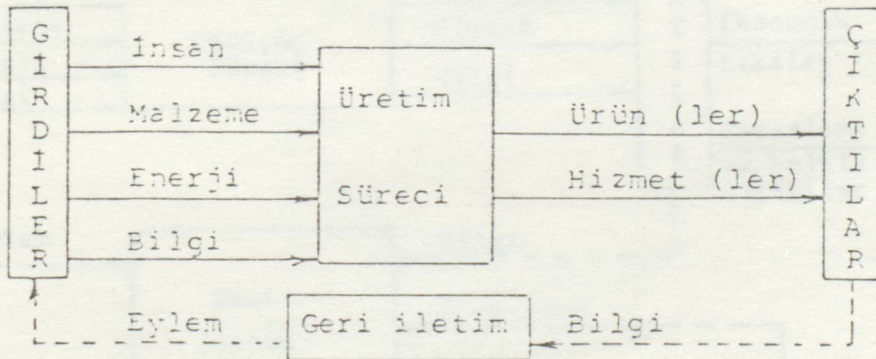 GİRDİLER
İnsan
Malzeme
Enerji
Bilgi
Üretim
Süreci
Ürün (ler)
Hizmet (ler)
ÇIKTILAR
Eylem
Geri iletim
Bilgi